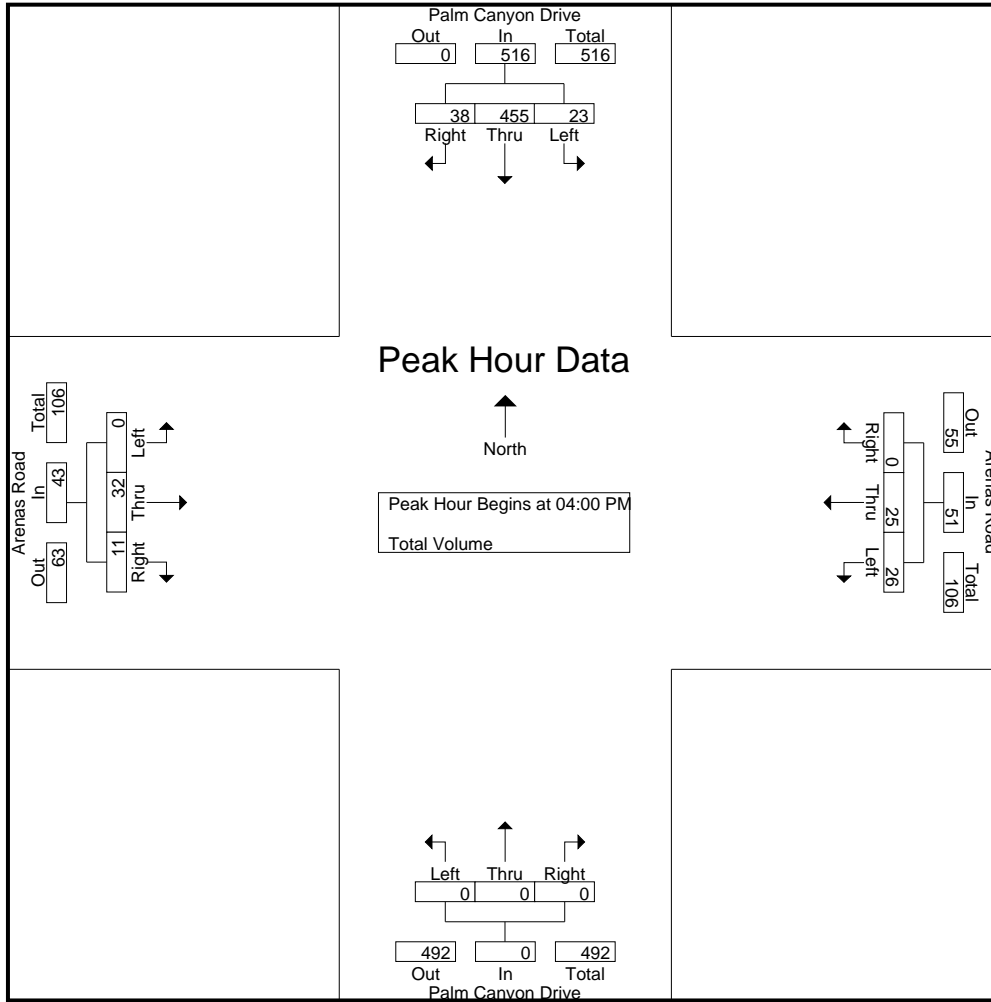 Palm Canyon Drive
Out In Total
0 516 516
38 455 23
Right Thru Left
Peak Hour Data
North
Peak Hour Begins at 04:00 PM
Total Volume
Arenas Road
Total In Out
106 43 63
0 32 11
Left Thru Right
Right Thru Left
0 25 26
55 51 106
Out In Total
Arenas Road
Left Thru Right
0 0 0
492 0 492
Out In Total
Palm Canyon Drive